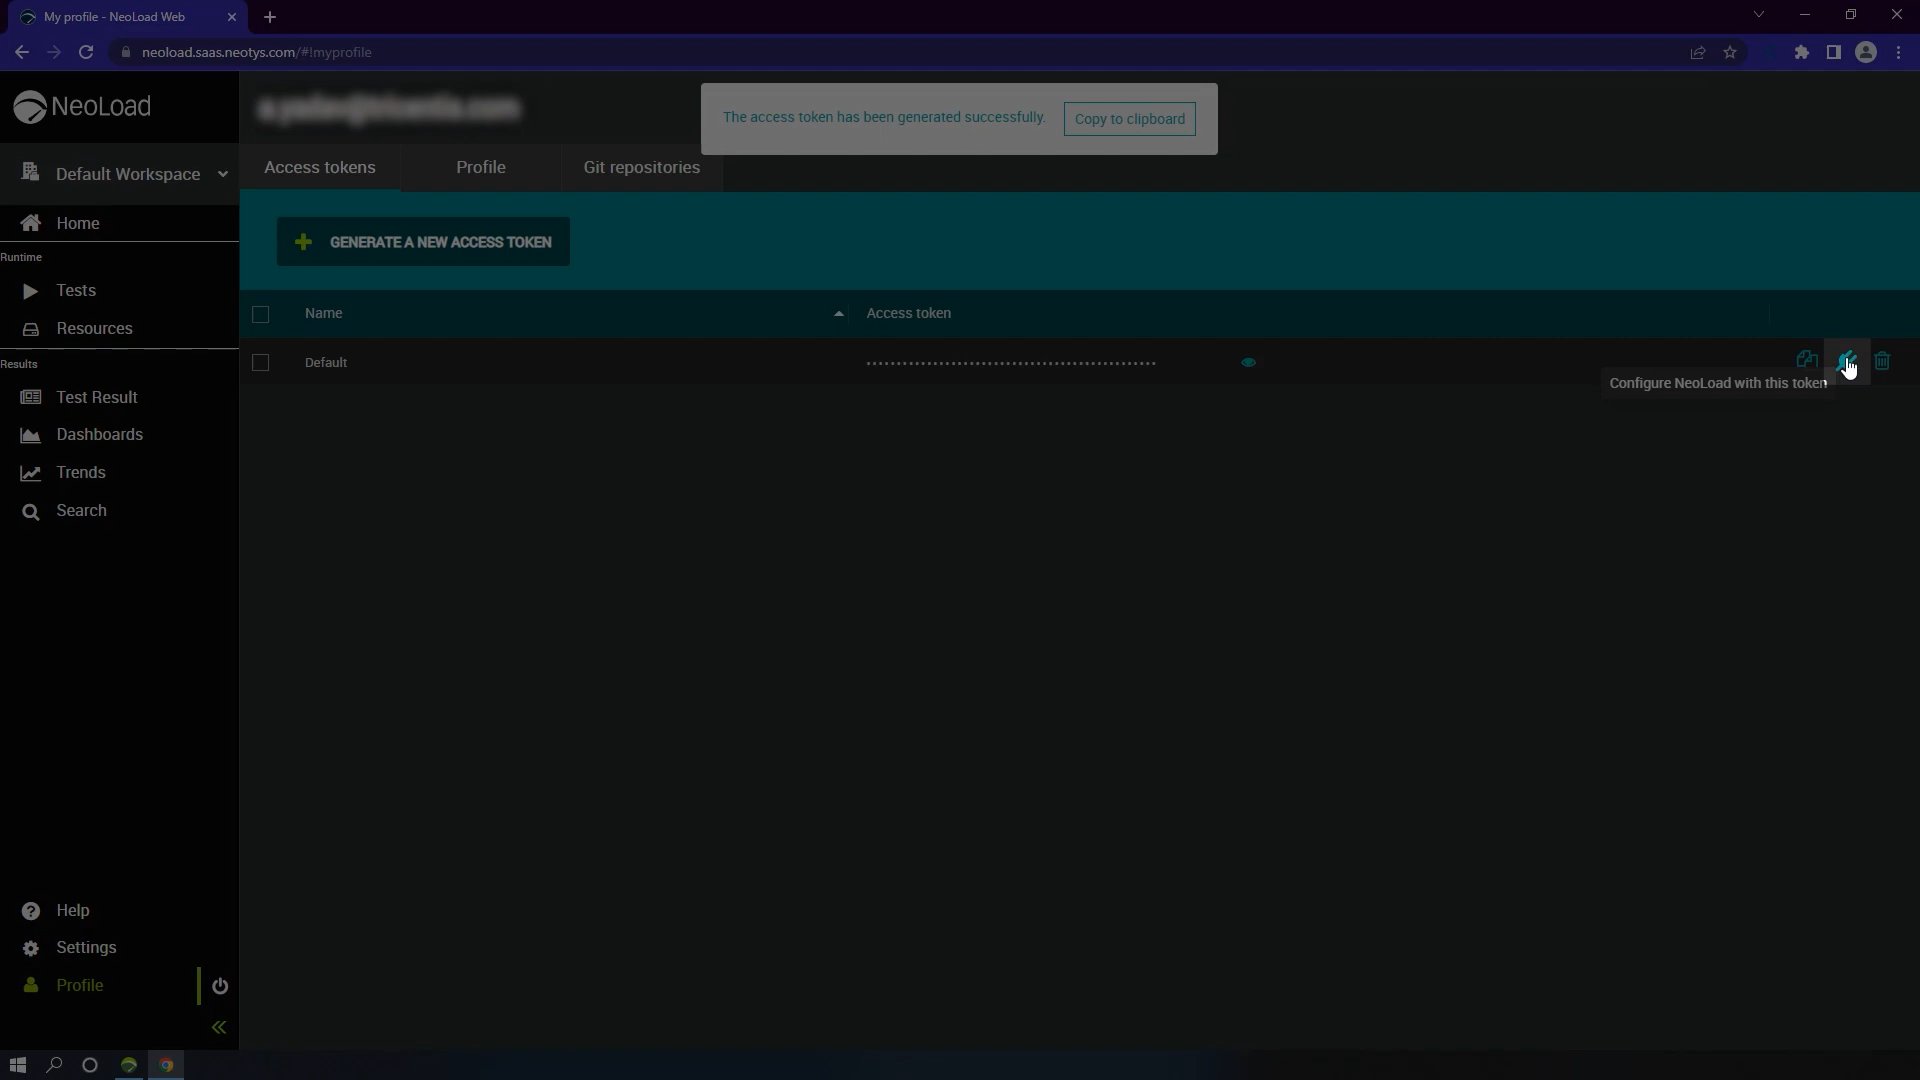 My profile - NeoLoad Web
neoload.saas.neotys.com/#!myprofile
NeoLoad
The access token has been generated successfully.
Copy to clipboard
Default Workspace
Access tokens
Profile
Git repositories
Home
GENERATE A NEW ACCESS TOKEN
Runtime
Tests
Resources
Name
Access token
Results
Default
Configure NeoLoad with this token
Test Result
Dashboards
Trends
Search
Help
Settings
Profile